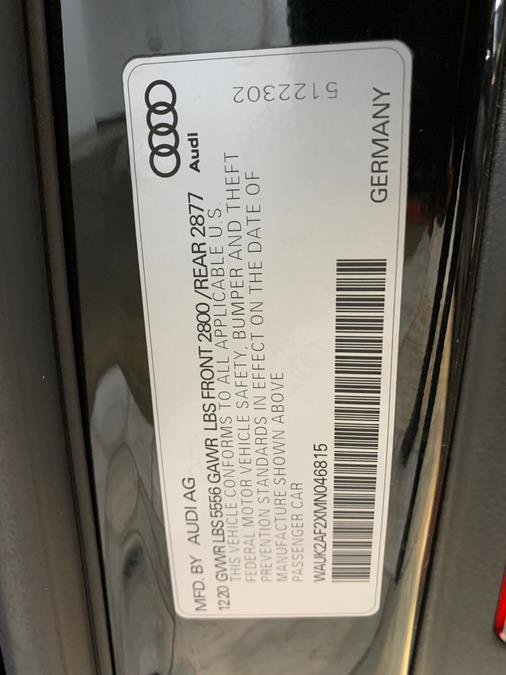 MFD. BY AUDI AG
Audi
1220 GVWR LBS 5556 GAWR LBS FRONT 2800 /REAR 2877
THIS VEHICLE CONFORMS TO ALL APPLICABLE U.S.
FEDERAL MOTOR VEHICLE SAFETY, BUMPER AND THEFT
PREVENTION STANDARDS IN EFFECT ON THE DATE OF
MANUFACTURE SHOWN ABOVE
PASSENGER CAR
WAUK2AF2XMN046815
5122302
GERMANY